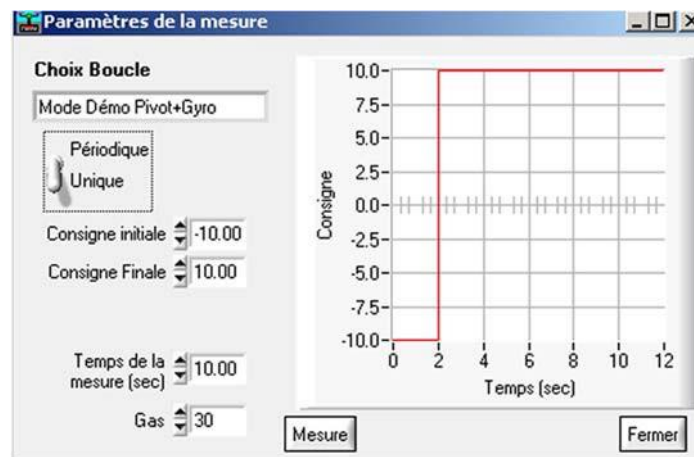 Paramètres de la mesure
Choix Boucle
Mode Démo Pivot+Gyro
Périodique
Unique
Consigne initiale -10.00
Consigne Finale 10.00
Temps de la
mesure (sec) 10.00
Gas 30
Consigne
10.0
7.5
5.0
2.5
0.0
-2.5
-5.0
-7.5
-10.0
0 2 4 6 8 10 12
Temps (sec)
Mesure
Fermer